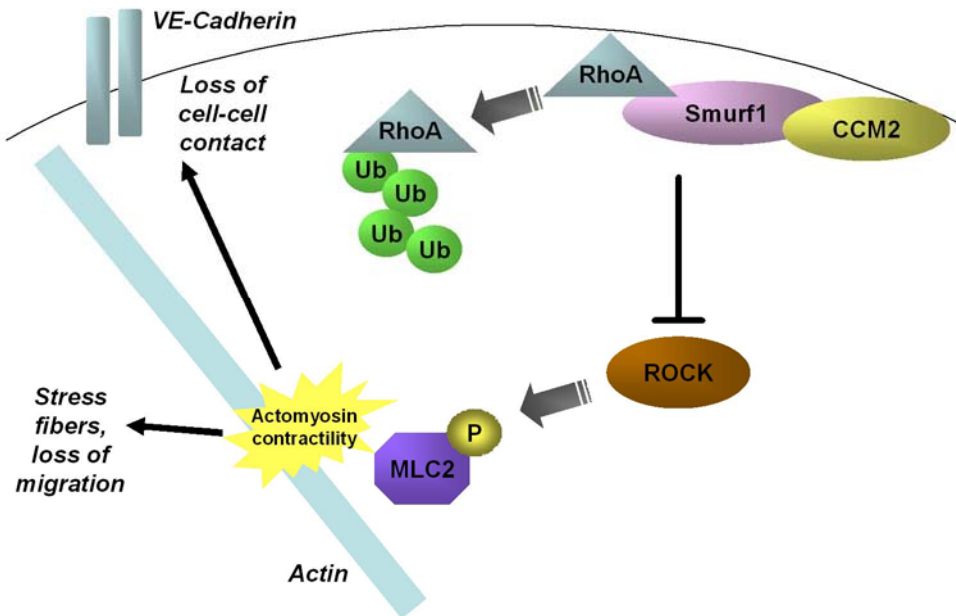 VE-Cadherin
Loss of
cell-cell
contact
RhoA
Smurf1
CCM2
RhoA
Ub
Ub
Ub
Ub
ROCK
Stress
fibers,
loss of
migration
Actomyosin
contractility
P
MLC2
Actin